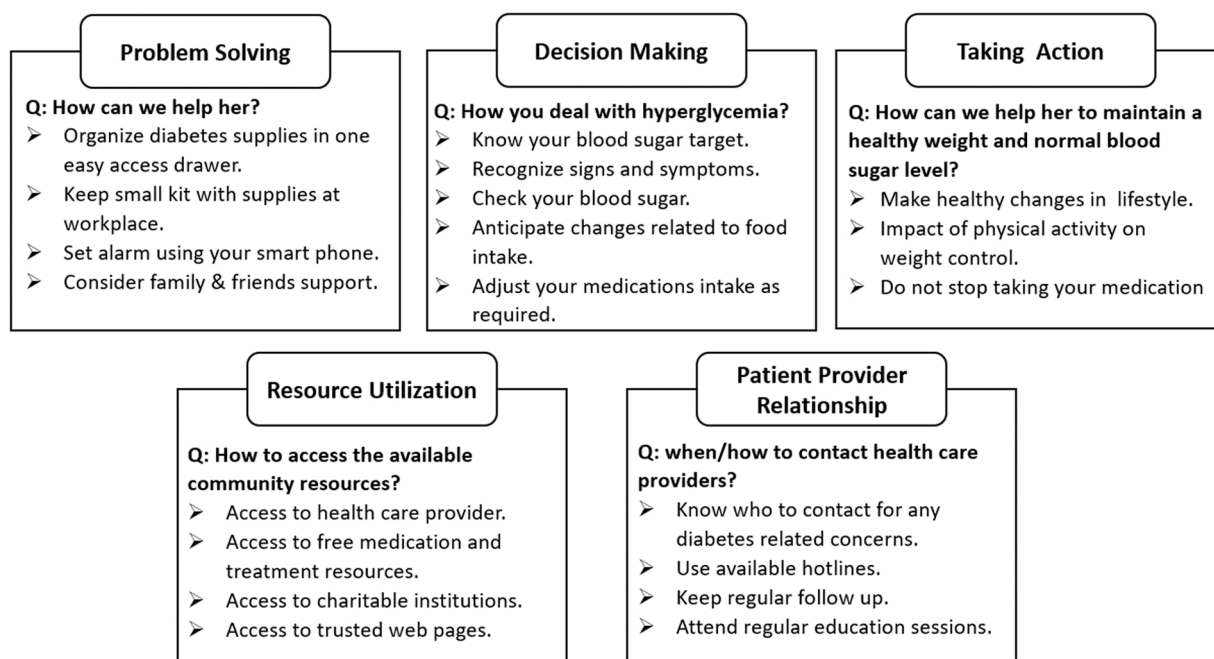 Problem Solving
Q: How can we help her?
➢ Organize diabetes supplies in one
easy access drawer.
➢ Keep small kit with supplies at
workplace.
➢ Set alarm using your smart phone.
➢ Consider family & friends support.
Decision Making
Q: How you deal with hyperglycemia?
➢ Know your blood sugar target.
➢ Recognize signs and symptoms.
➢ Check your blood sugar.
➢ Anticipate changes related to food
intake.
➢ Adjust your medications intake as
required.
Taking Action
Q: How can we help her to maintain a
healthy weight and normal blood
sugar level?
➢ Make healthy changes in lifestyle.
➢ Impact of physical activity on
weight control.
➢ Do not stop taking your medication
Resource Utilization
Q: How to access the available
community resources?
➢ Access to health care provider.
➢ Access to free medication and
treatment resources.
➢ Access to charitable institutions.
➢ Access to trusted web pages.
Patient Provider
Relationship
Q: when/how to contact health care
providers?
➢ Know who to contact for any
diabetes related concerns.
➢ Use available hotlines.
➢ Keep regular follow up.
➢ Attend regular education sessions.